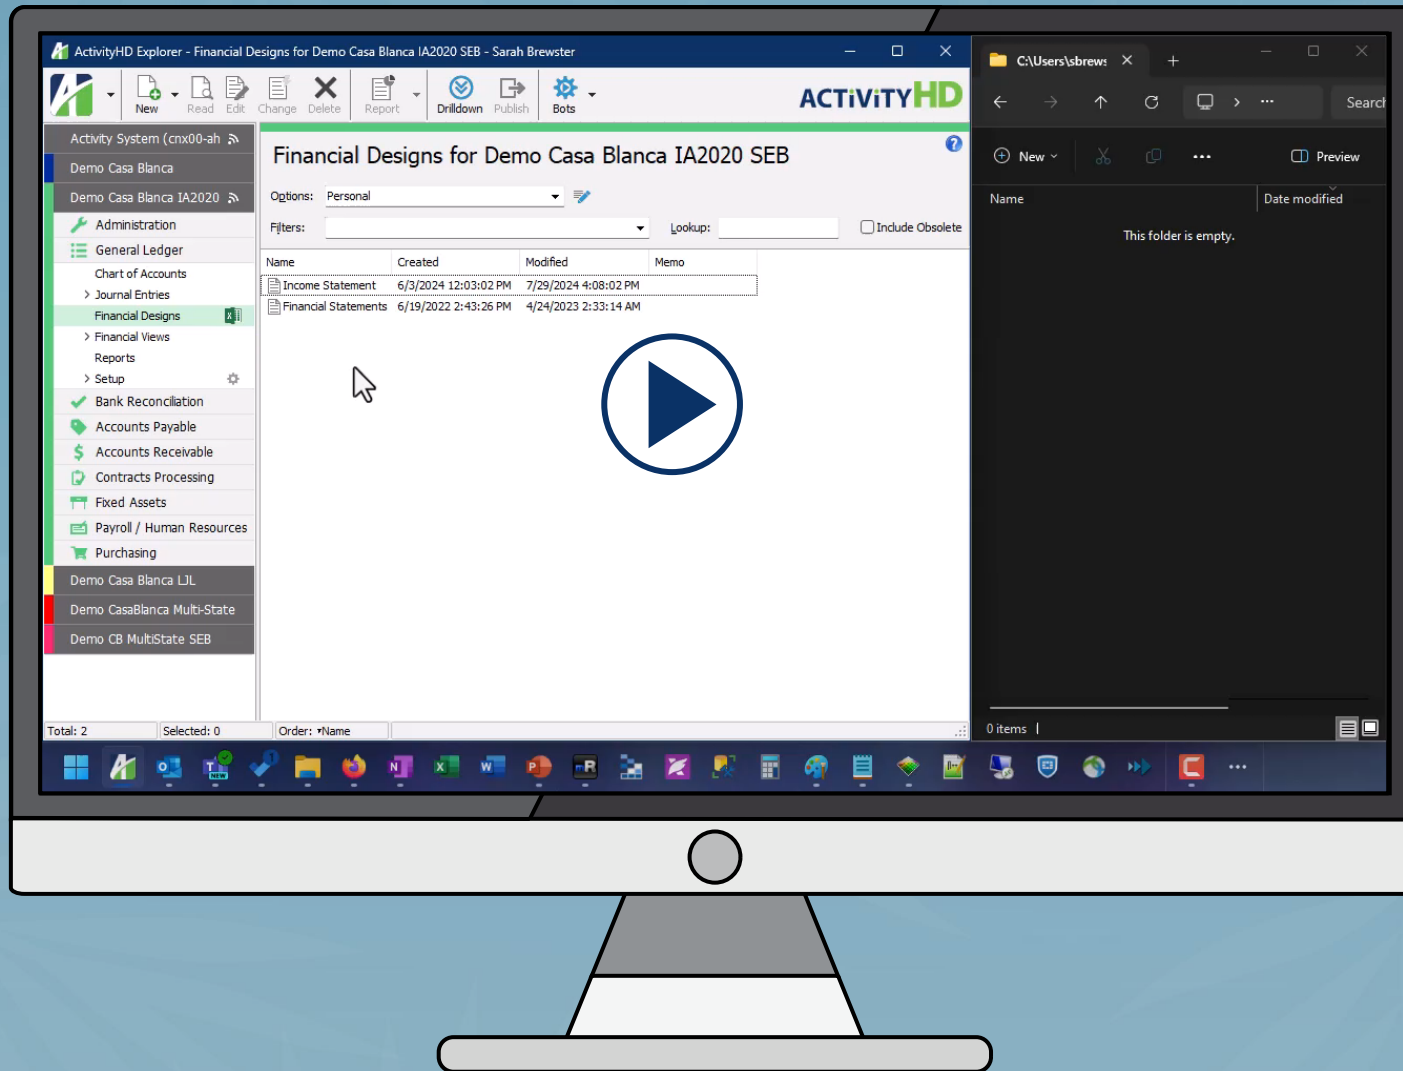 ActivityHD Explorer - Financial Designs for Demo Casa Blanca IA2020 SEB - Sarah Brewster
New
Read
Edit
Change
Delete
Report
Drilldown
Publish
Bots
ACTiViTYHD
Activity System (cnx00-ah
Demo Casa Blanca
Demo Casa Blanca IA2020
Administration
General Ledger
Chart of Accounts
Journal Entries
Financial Designs
Financial Views
Reports
Setup
Bank Reconciliation
Accounts Payable
Accounts Receivable
Contracts Processing
Fixed Assets
Payroll / Human Resources
Purchasing
Demo Casa Blanca LJL
Demo CasaBlanca Multi-State
Demo CB MultiState SEB
Financial Designs for Demo Casa Blanca IA2020 SEB
Options: Personal
Filters:
Lookup:
Include Obsolete
Name Created Modified Memo
Income Statement 6/3/2024 12:03:02 PM 7/29/2024 4:08:02 PM
Financial Statements 6/19/2022 2:43:26 PM 4/24/2023 2:33:14 AM
Total: 2
Selected: 0
Order: ▾Name
C:\Users\sbrews
Search
New
Preview
Name
Date modified
This folder is empty.
0 items